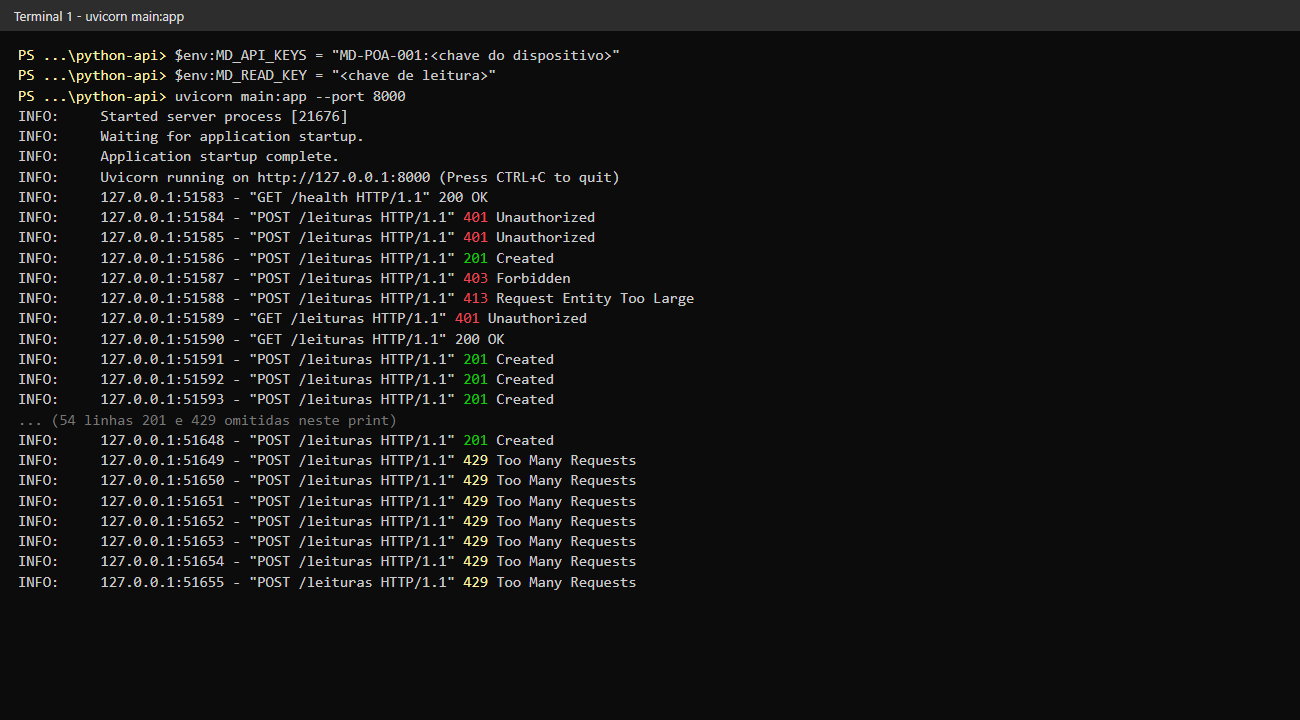 Terminal 1 - uvicorn main:app
PS ...\python-api> $env:MD_API_KEYS = "MD-POA-001:<chave do dispositivo>"
PS ...\python-api> $env:MD_READ_KEY = "<chave de leitura>"
PS ...\python-api> uvicorn main:app --port 8000
INFO:     Started server process [21676]
INFO:     Waiting for application startup.
INFO:     Application startup complete.
INFO:     Uvicorn running on http://127.0.0.1:8000 (Press CTRL+C to quit)
INFO:     127.0.0.1:51583 - "GET /health HTTP/1.1" 200 OK
INFO:     127.0.0.1:51584 - "POST /leituras HTTP/1.1" 401 Unauthorized
INFO:     127.0.0.1:51585 - "POST /leituras HTTP/1.1" 401 Unauthorized
INFO:     127.0.0.1:51586 - "POST /leituras HTTP/1.1" 201 Created
INFO:     127.0.0.1:51587 - "POST /leituras HTTP/1.1" 403 Forbidden
INFO:     127.0.0.1:51588 - "POST /leituras HTTP/1.1" 413 Request Entity Too Large
INFO:     127.0.0.1:51589 - "GET /leituras HTTP/1.1" 401 Unauthorized
INFO:     127.0.0.1:51590 - "GET /leituras HTTP/1.1" 200 OK
INFO:     127.0.0.1:51591 - "POST /leituras HTTP/1.1" 201 Created
INFO:     127.0.0.1:51592 - "POST /leituras HTTP/1.1" 201 Created
INFO:     127.0.0.1:51593 - "POST /leituras HTTP/1.1" 201 Created
... (54 linhas 201 e 429 omitidas neste print)
INFO:     127.0.0.1:51648 - "POST /leituras HTTP/1.1" 201 Created
INFO:     127.0.0.1:51649 - "POST /leituras HTTP/1.1" 429 Too Many Requests
INFO:     127.0.0.1:51650 - "POST /leituras HTTP/1.1" 429 Too Many Requests
INFO:     127.0.0.1:51651 - "POST /leituras HTTP/1.1" 429 Too Many Requests
INFO:     127.0.0.1:51652 - "POST /leituras HTTP/1.1" 429 Too Many Requests
INFO:     127.0.0.1:51653 - "POST /leituras HTTP/1.1" 429 Too Many Requests
INFO:     127.0.0.1:51654 - "POST /leituras HTTP/1.1" 429 Too Many Requests
INFO:     127.0.0.1:51655 - "POST /leituras HTTP/1.1" 429 Too Many Requests